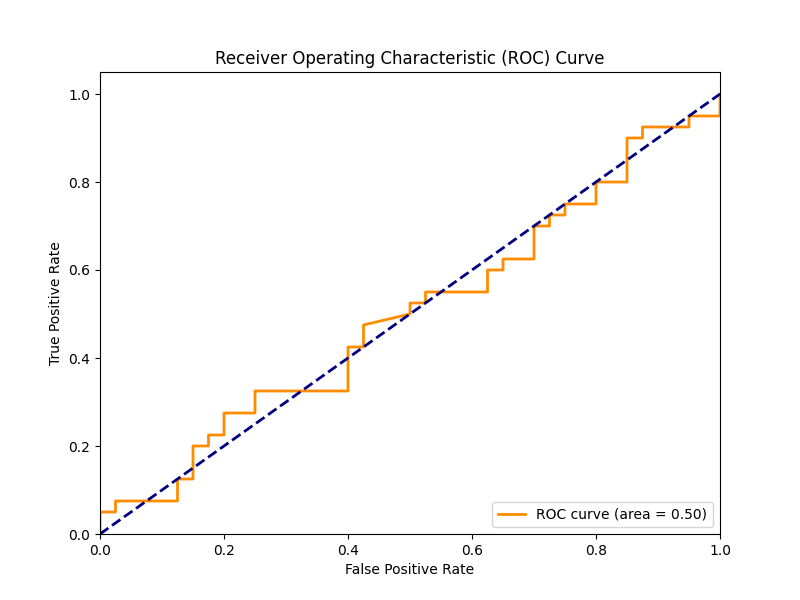 Receiver Operating Characteristic (ROC) Curve
1.0
0.8
0.6
0.4
0.2
0.0
True Positive Rate
ROC curve (area = 0.50)
0.0 0.2 0.4 0.6 0.8 1.0
False Positive Rate